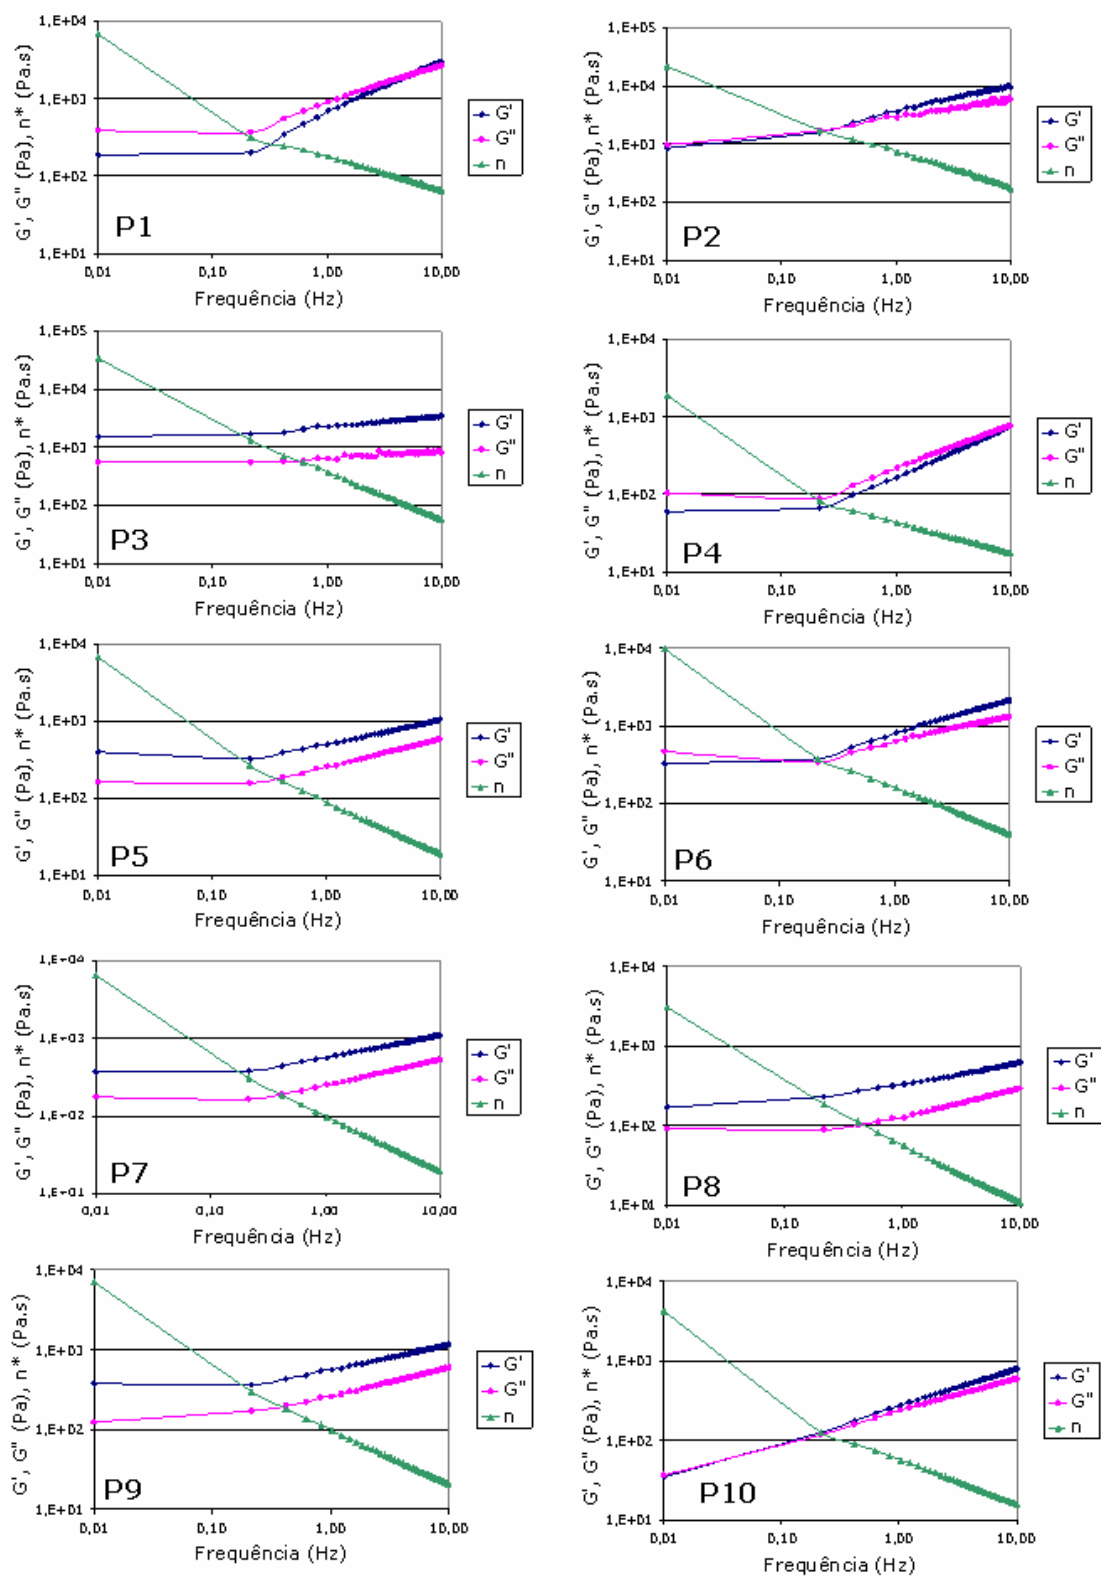 G', G" (Pa), n* (Pa.s)
1,E+04
1,E+03
1,E+02
1,E+01
P1
0,01 0,10 1,00 10,00
Frequência (Hz)
G'
G"
n
G', G" (Pa), n* (Pa.s)
1,E+05
1,E+04
1,E+03
1,E+02
1,E+01
P2
0,01 0,10 1,00 10,00
Frequência (Hz)
G'
G"
n
G', G" (Pa), n* (Pa.s)
1,E+05
1,E+04
1,E+03
1,E+02
1,E+01
P3
0,01 0,10 1,00 10,00
Frequência (Hz)
G'
G"
n
G', G" (Pa), n* (Pa.s)
1,E+04
1,E+03
1,E+02
1,E+01
P4
0,01 0,10 1,00 10,00
Frequência (Hz)
G'
G"
n
G', G" (Pa), n* (Pa.s)
1,E+04
1,E+03
1,E+02
1,E+01
P5
0,01 0,10 1,00 10,00
Frequência (Hz)
G'
G"
n
G', G" (Pa), n* (Pa.s)
1,E+04
1,E+03
1,E+02
1,E+01
P6
0,01 0,10 1,00 10,00
Frequência (Hz)
G'
G"
n
G', G" (Pa), n* (Pa.s)
1,E+04
1,E+03
1,E+02
1,E+01
P7
0,01 0,10 1,00 10,00
Frequência (Hz)
G'
G"
n
G', G" (Pa), n* (Pa.s)
1,E+04
1,E+03
1,E+02
1,E+01
P8
0,01 0,10 1,00 10,00
Frequência (Hz)
G'
G"
n
G', G" (Pa), n* (Pa.s)
1,E+04
1,E+03
1,E+02
1,E+01
P9
0,01 0,10 1,00 10,00
Frequência (Hz)
G'
G"
n
G', G" (Pa), n* (Pa.s)
1,E+04
1,E+03
1,E+02
1,E+01
P10
0,01 0,10 1,00 10,00
Frequência (Hz)
G'
G"
n